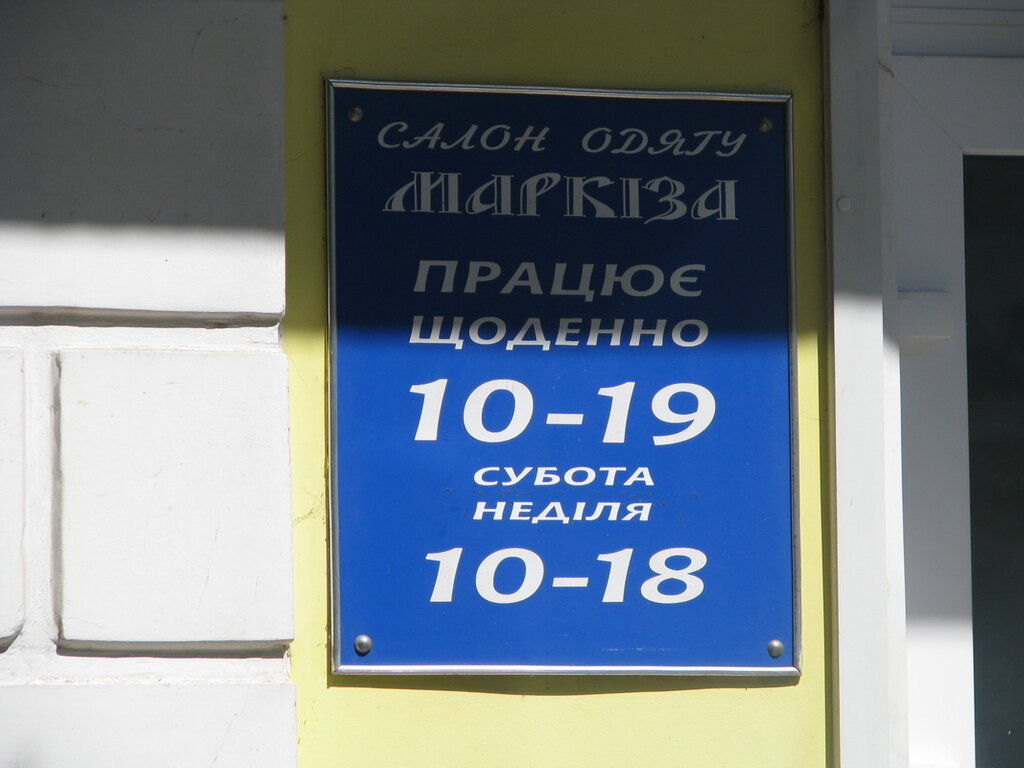 САЛОН ОДЯГУ
МАРКІЗА
ПРАЦЮЄ
ЩОДЕННО
10-19
СУБОТА
НЕДІЛЯ
10-18